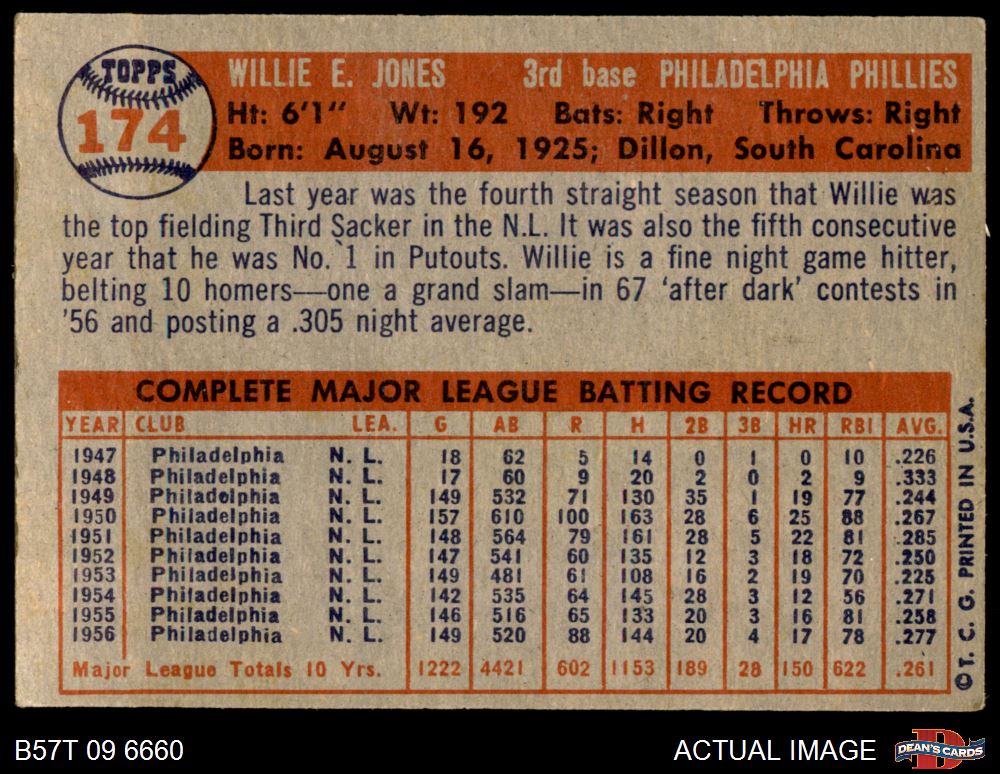 TOPPS
174
WILLIE E. JONES 3rd base PHILADELPHIA PHILLIES
Ht: 6'1" Wt: 192 Bats: Right Throws: Right
Born: August 16, 1925; Dillon, South Carolina
Last year was the fourth straight season that Willie was
the top fielding Third Sacker in the N.L. It was also the fifth consecutive
year that he was No. 1 in Putouts. Willie is a fine night game hitter,
belting 10 homers—one a grand slam—in 67 'after dark' contests in
'56 and posting a .305 night average.
COMPLETE MAJOR LEAGUE BATTING RECORD
YEAR CLUB LEA. G AB R H 2B 3B HR RBI AVG.
1947 Philadelphia N. L. 18 62 5 14 0 1 0 10 .226
1948 Philadelphia N. L. 17 60 9 20 2 0 2 9 .333
1949 Philadelphia N. L. 149 532 71 130 35 1 19 77 .244
1950 Philadelphia N. L. 157 610 100 163 28 6 25 88 .267
1951 Philadelphia N. L. 148 564 79 161 28 5 22 81 .285
1952 Philadelphia N. L. 147 541 60 135 12 3 18 72 .250
1953 Philadelphia N. L. 149 481 61 108 16 2 19 70 .225
1954 Philadelphia N. L. 142 535 64 145 28 3 12 56 .271
1955 Philadelphia N. L. 146 516 65 133 20 3 16 81 .258
1956 Philadelphia N. L. 149 520 88 144 20 4 17 78 .277
Major League Totals 10 Yrs. 1222 4421 602 1153 189 28 150 622 .261
© T. C. G. PRINTED IN U.S.A.
B57T 09 6660 ACTUAL IMAGE DEAN'S CARDS